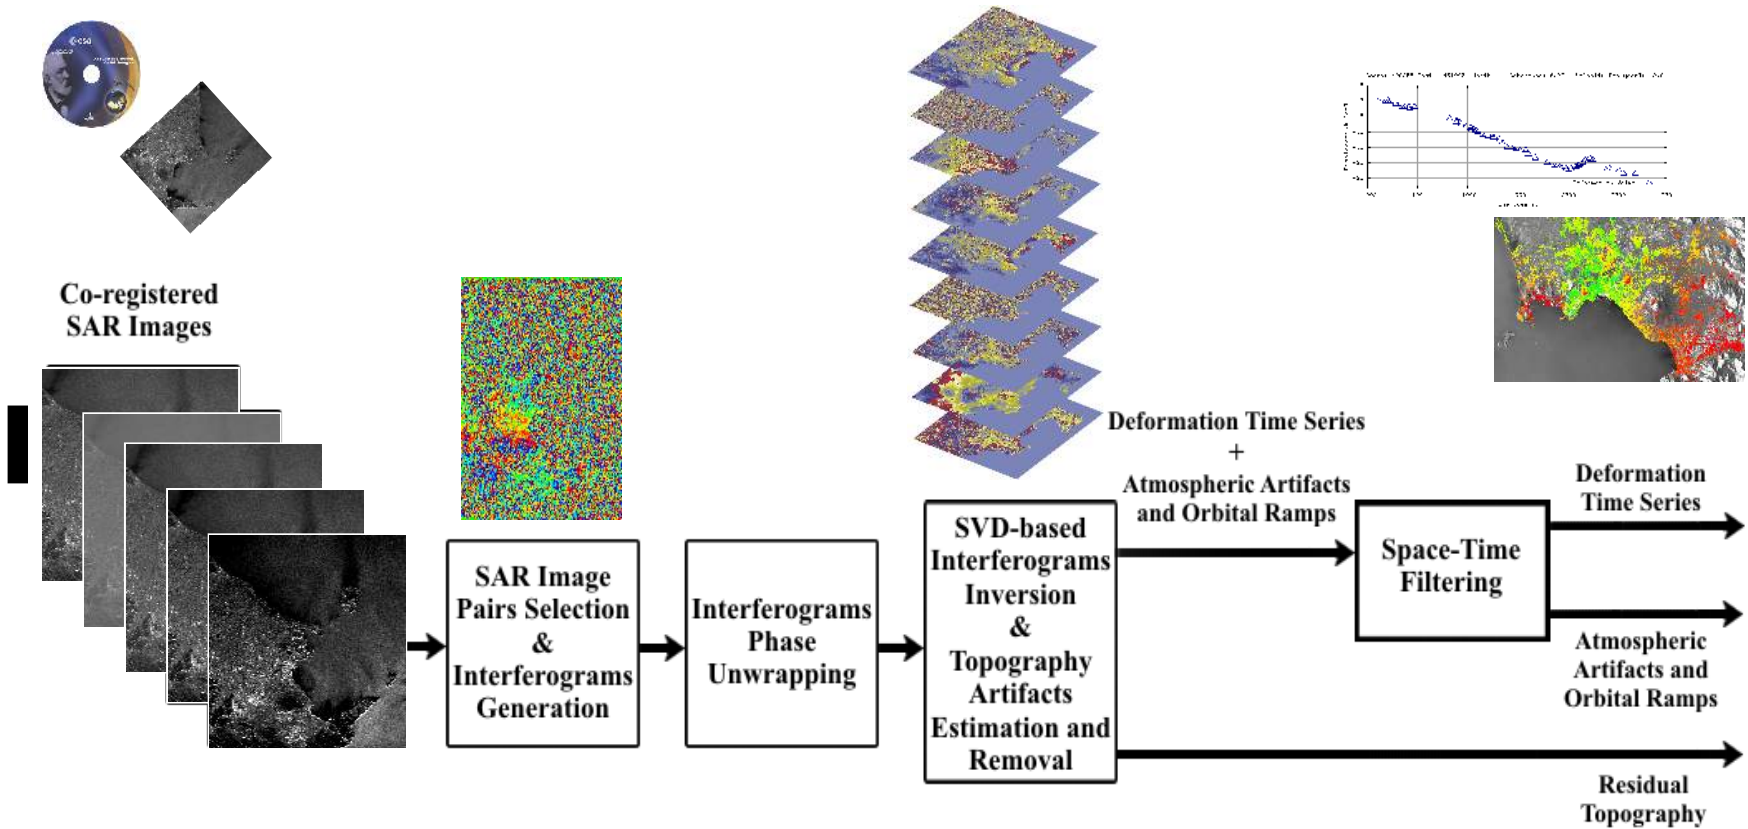 esa
Co-registered
SAR Images
SAR Image
Pairs Selection
&
Interferograms
Generation
Interferograms
Phase
Unwrapping
SVD-based
Interferograms
Inversion
&
Topography
Artifacts
Estimation and
Removal
Deformation Time Series
+
Atmospheric Artifacts
and Orbital Ramps
Space-Time
Filtering
Deformation
Time Series
Atmospheric
Artifacts and
Orbital Ramps
Residual
Topography